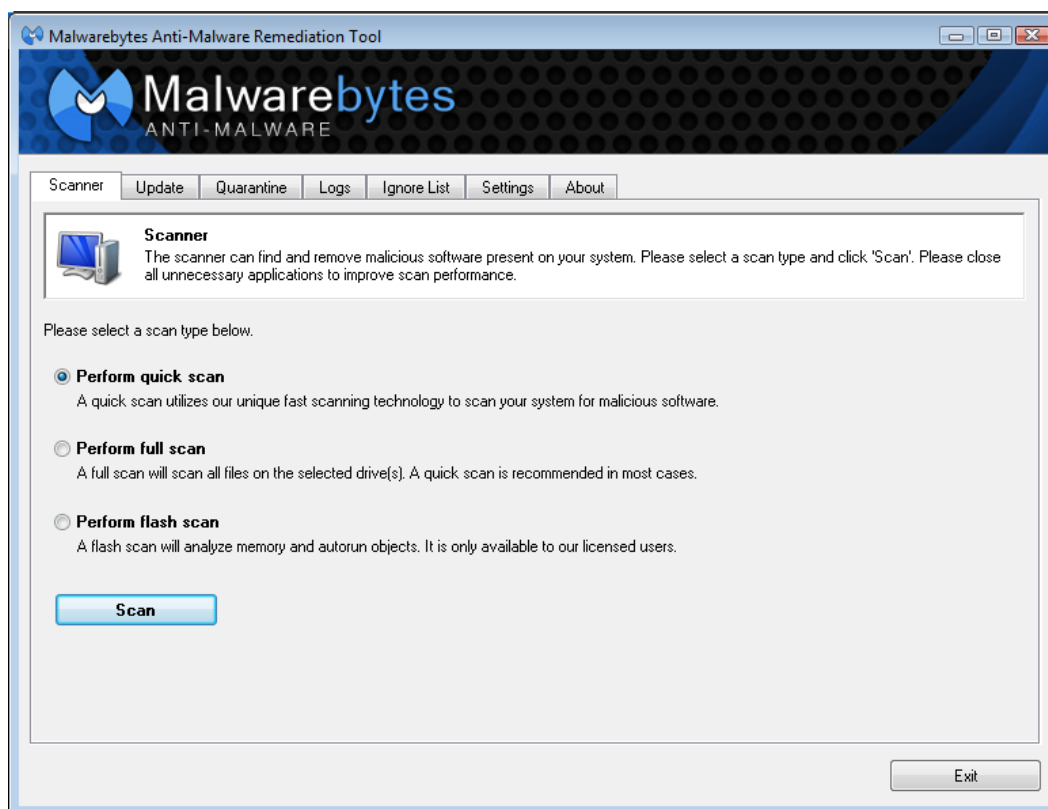 Malwarebytes Anti-Malware Remediation Tool
Malwarebytes
ANTI-MALWARE
Scanner Update Quarantine Logs Ignore List Settings About
Scanner
The scanner can find and remove malicious software present on your system. Please select a scan type and click 'Scan'. Please close
all unnecessary applications to improve scan performance.
Please select a scan type below.
Perform quick scan
A quick scan utilizes our unique fast scanning technology to scan your system for malicious software.
Perform full scan
A full scan will scan all files on the selected drive(s). A quick scan is recommended in most cases.
Perform flash scan
A flash scan will analyze memory and autorun objects. It is only available to our licensed users.
Scan
Exit